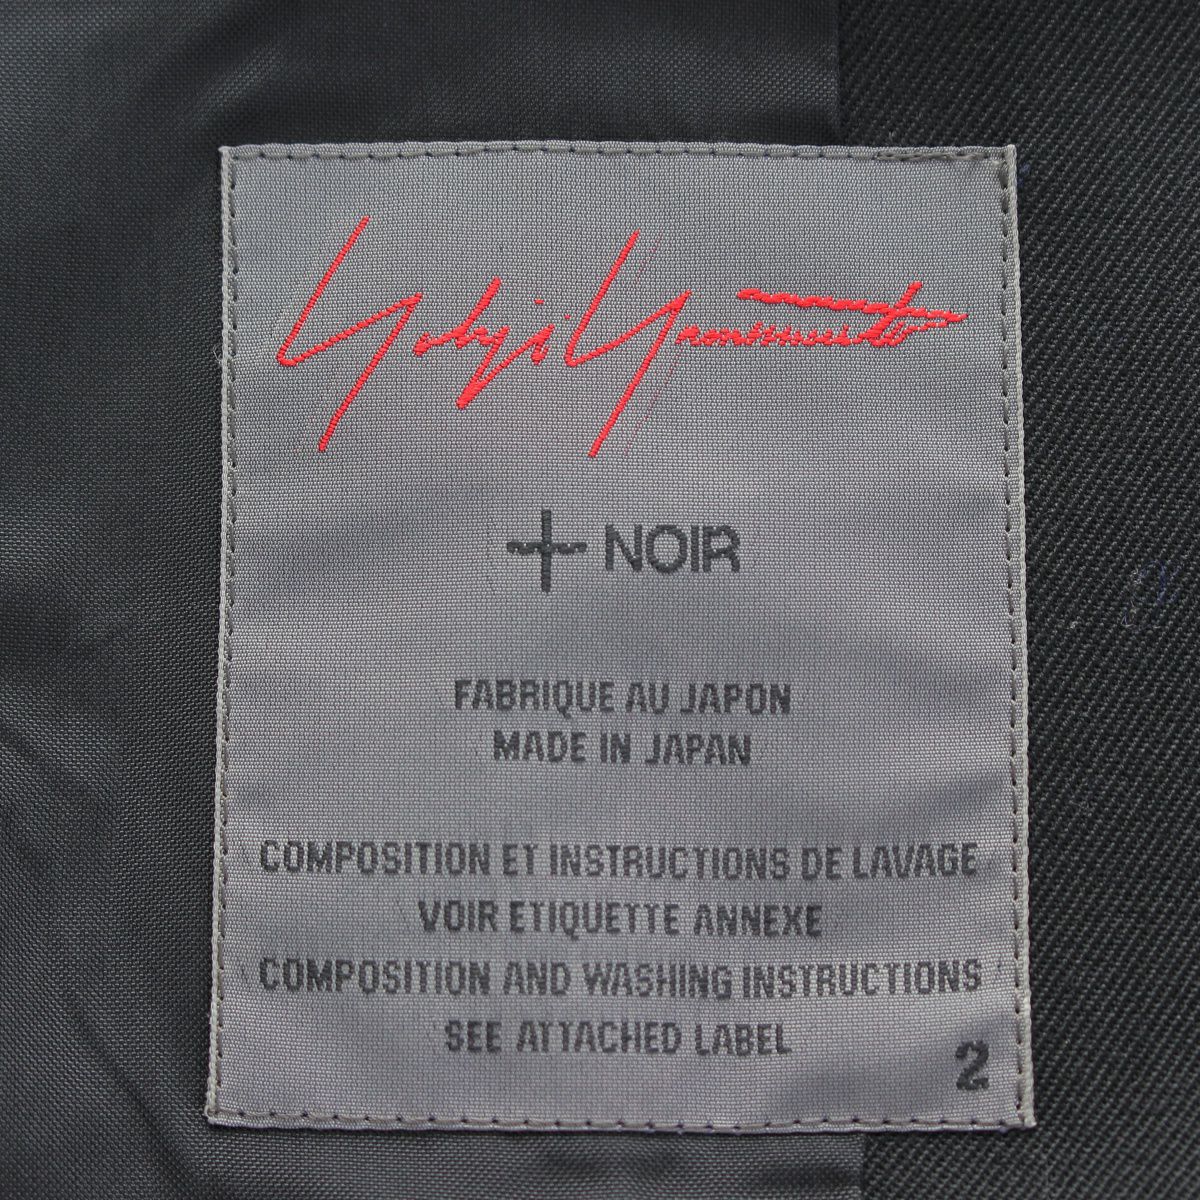 Yohji Yamamoto
+ NOIR
FABRIQUE AU JAPON
MADE IN JAPAN
COMPOSITION ET INSTRUCTIONS DE LAVAGE
VOIR ETIQUETTE ANNEXE
COMPOSITION AND WASHING INSTRUCTIONS
SEE ATTACHED LABEL
2